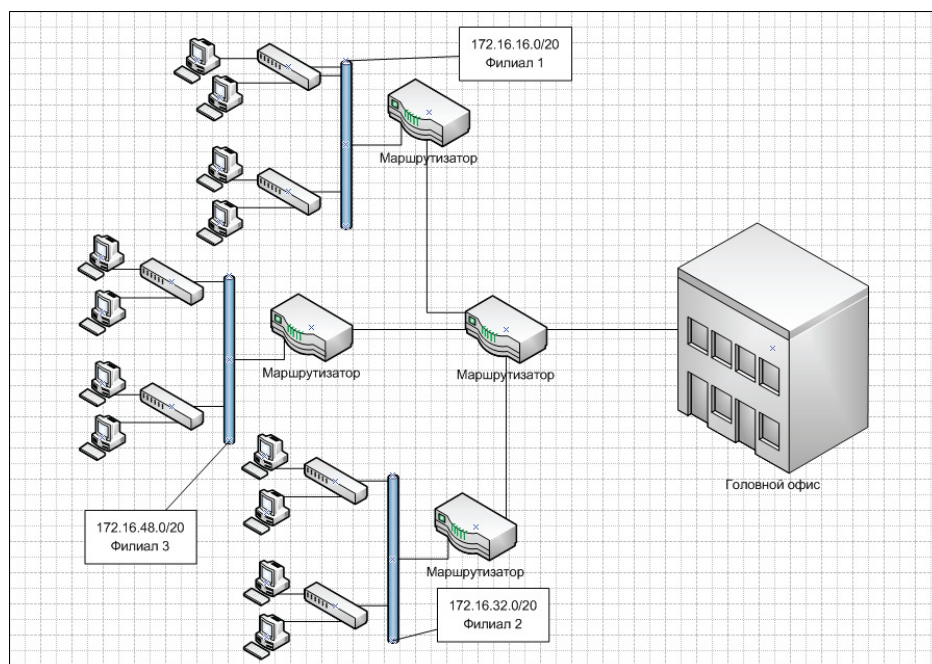 172.16.16.0/20
Филиал 1
Маршрутизатор
Маршрутизатор
Маршрутизатор
Головной офис
172.16.48.0/20
Филиал 3
Маршрутизатор
172.16.32.0/20
Филиал 2